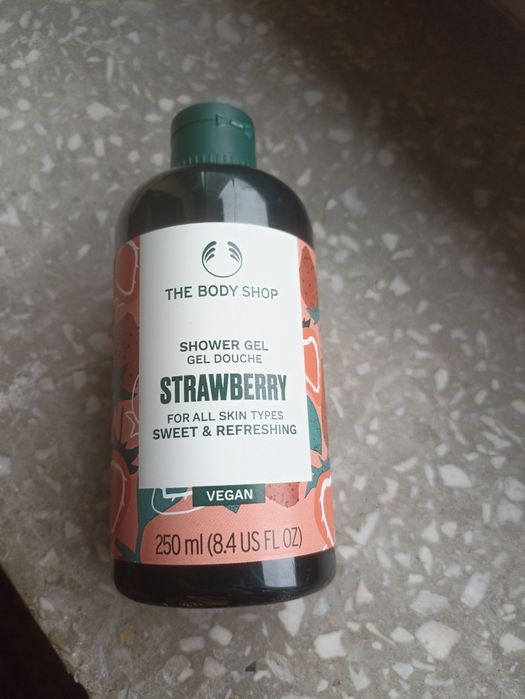 THE BODY SHOP
SHOWER GEL
GEL DOUCHE
STRAWBERRY
FOR ALL SKIN TYPES
SWEET & REFRESHING
VEGAN
250 ml (8.4 US FL OZ)